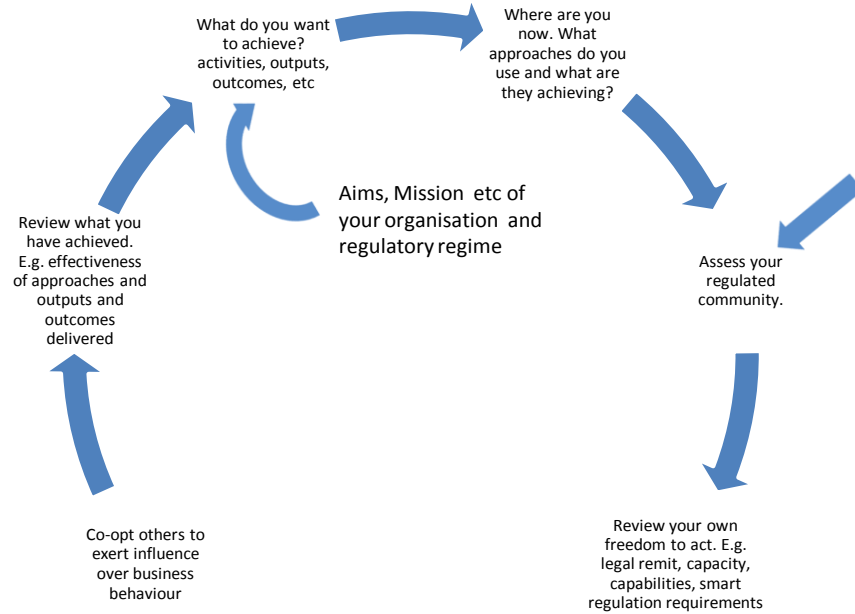 What do you want
to achieve?
activities, outputs,
outcomes, etc
Where are you
now. What
approaches do you
use and what are
they achieving?
Aims, Mission etc of
your organisation and
regulatory regime
Assess your
regulated
community.
Review what you
have achieved.
E.g. effectiveness
of approaches and
outputs and
outcomes
delivered
Co-opt others to
exert influence
over business
behaviour
Review your own
freedom to act. E.g.
legal remit, capacity,
capabilities, smart
regulation requirements